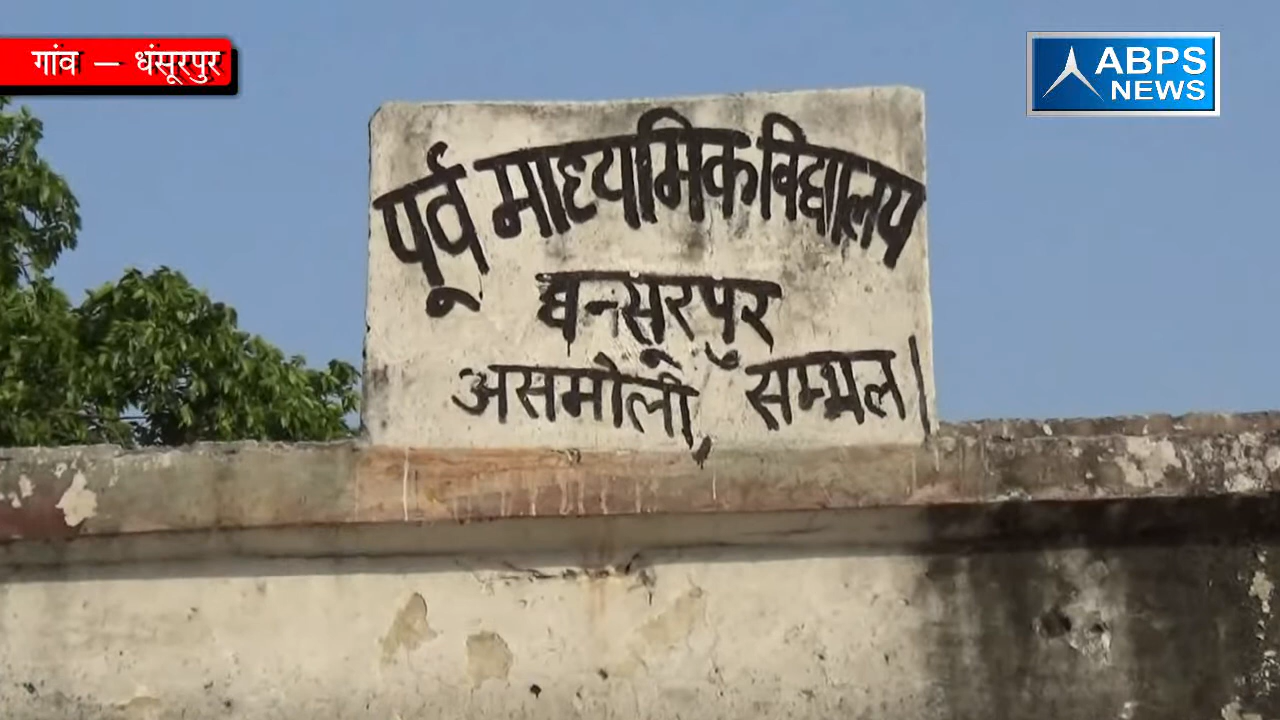 गांव – धंसूरपुर
ABPS
NEWS
पूर्व माध्यमिक विद्यालय
धन्सूरपुर
असमोली, सम्भल।